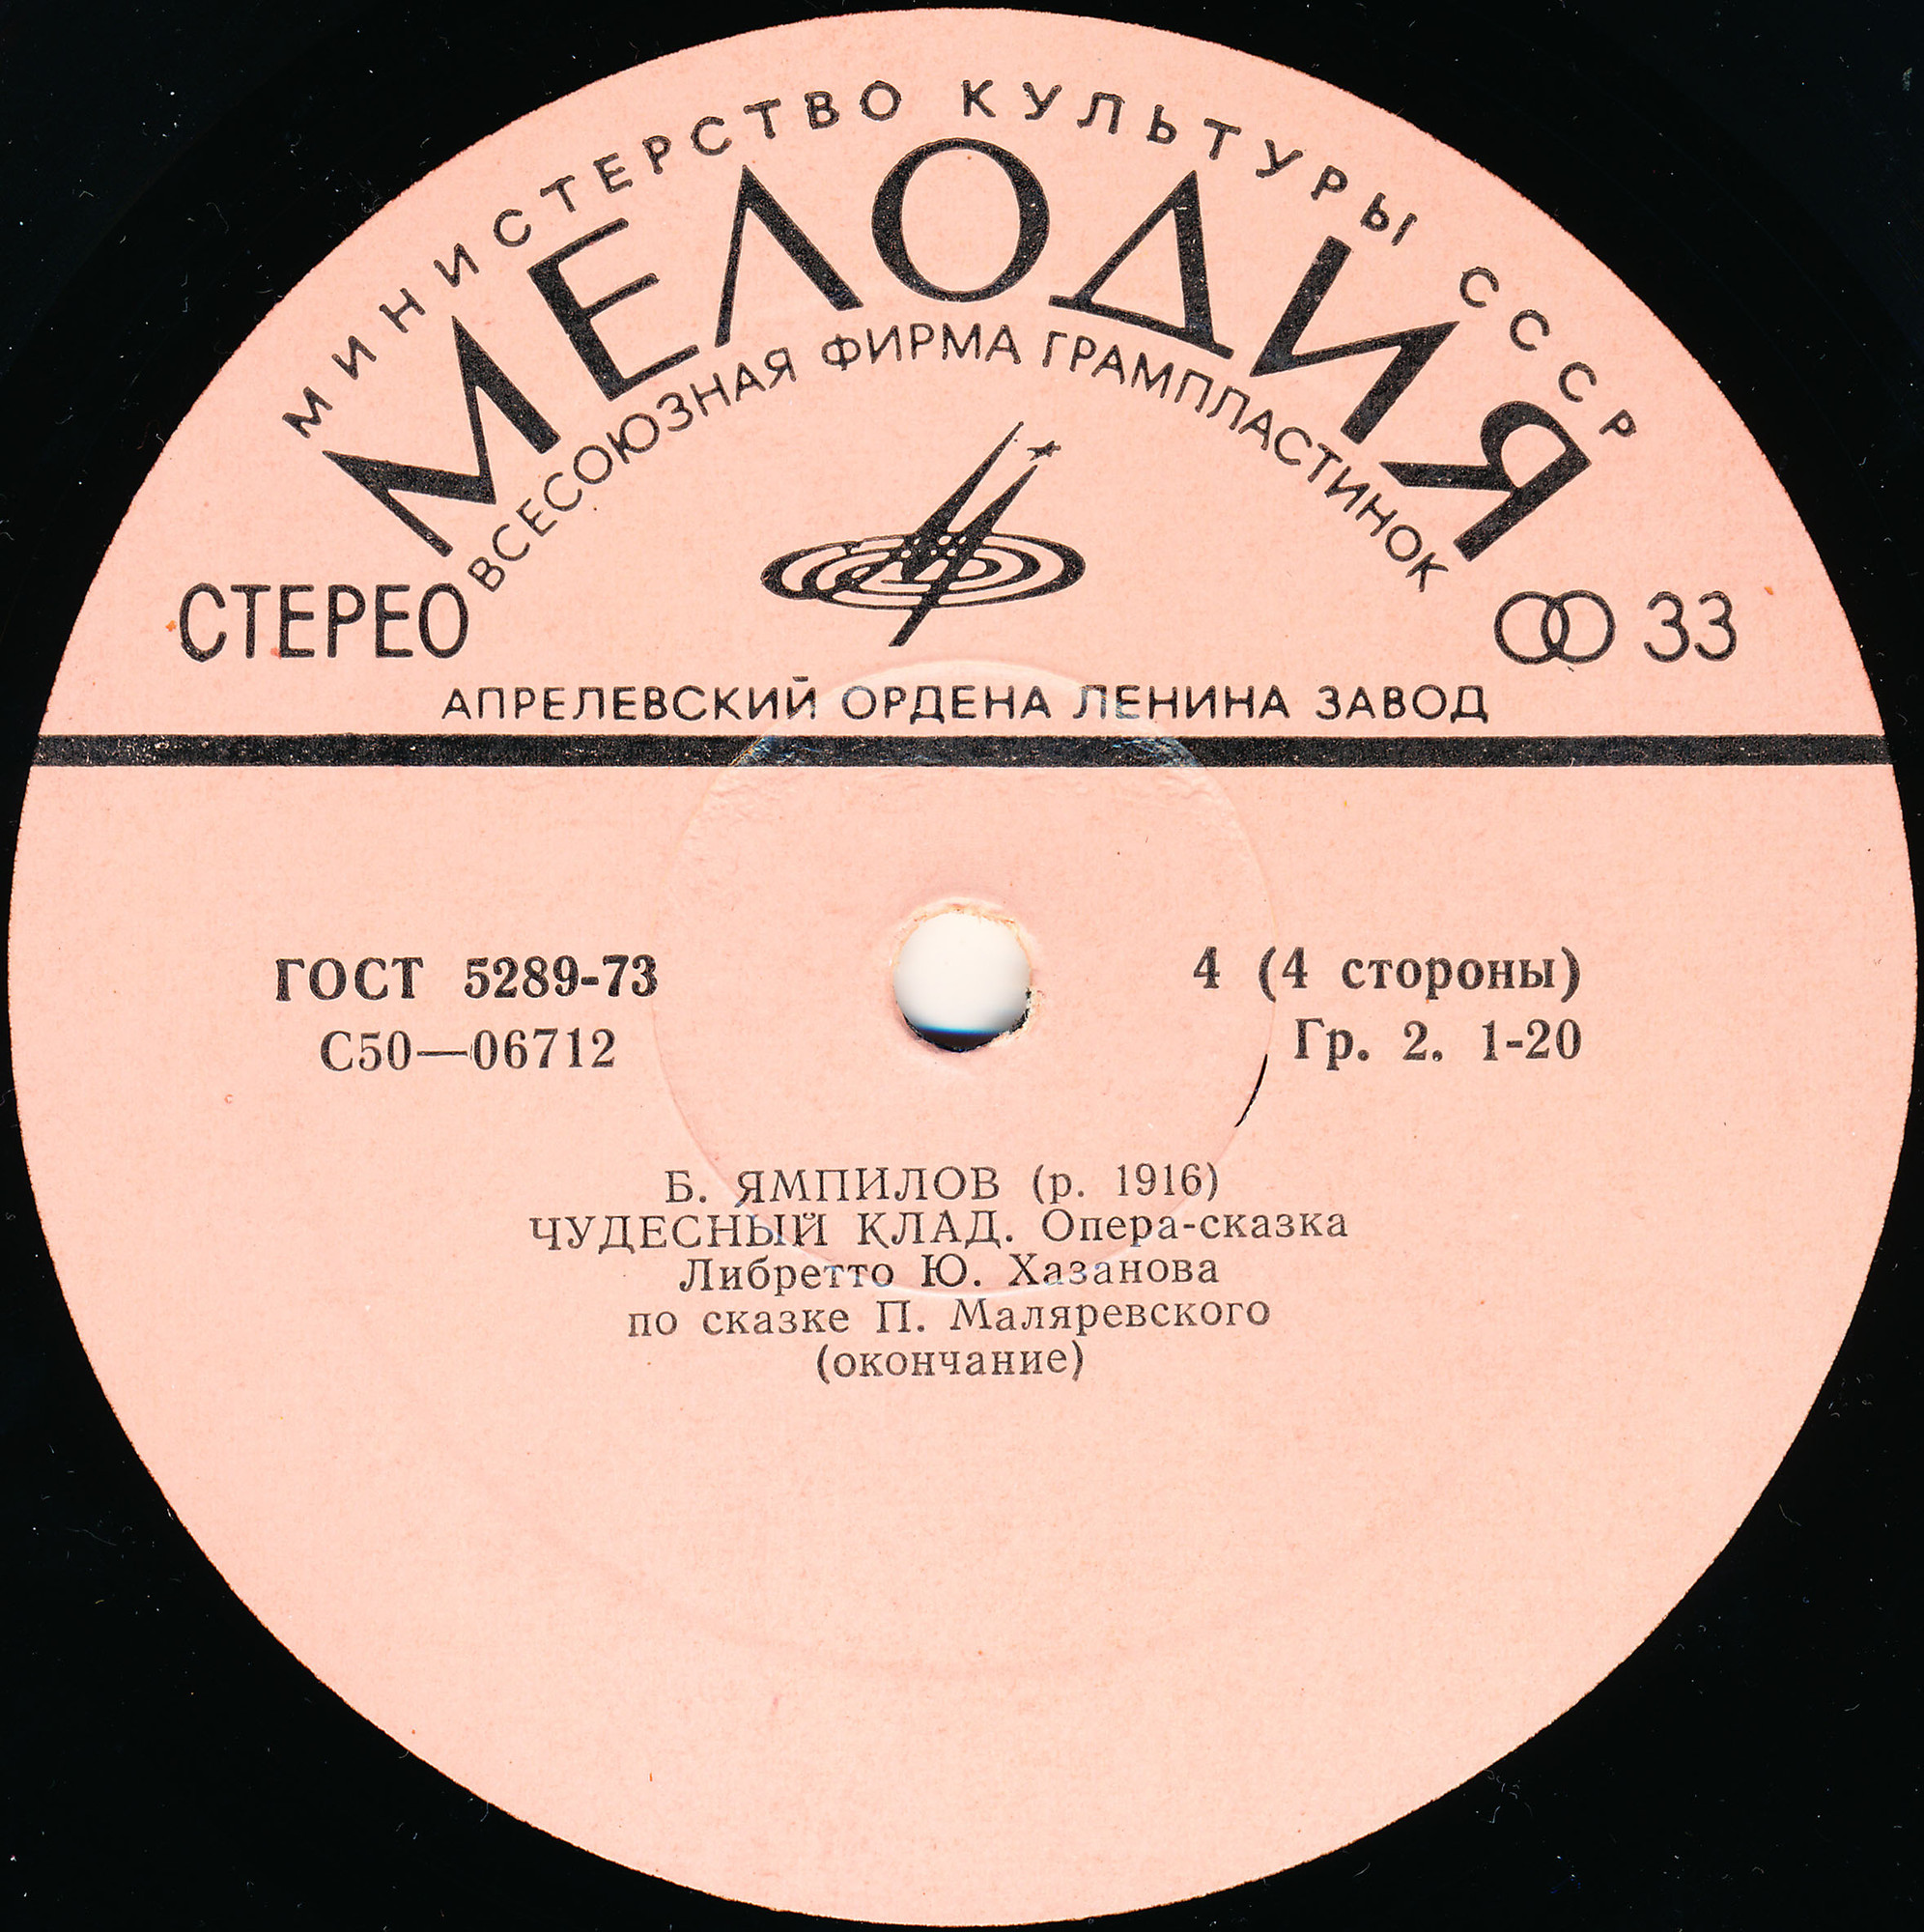 МИНИСТЕРСТВО КУЛЬТУРЫ СССР
МЕЛОДИЯ
ВСЕСОЮЗНАЯ ФИРМА ГРАМПЛАСТИНОК
СТЕРЕО
33
АПРЕЛЕВСКИЙ ОРДЕНА ЛЕНИНА ЗАВОД
ГОСТ 5289-73
С50—06712
4 (4 стороны)
Гр. 2. 1-20
Б. ЯМПИЛОВ (р. 1916)
ЧУДЕСНЫЙ КЛАД. Опера-сказка
Либретто Ю. Хазанова
по сказке П. Маляревского
(окончание)